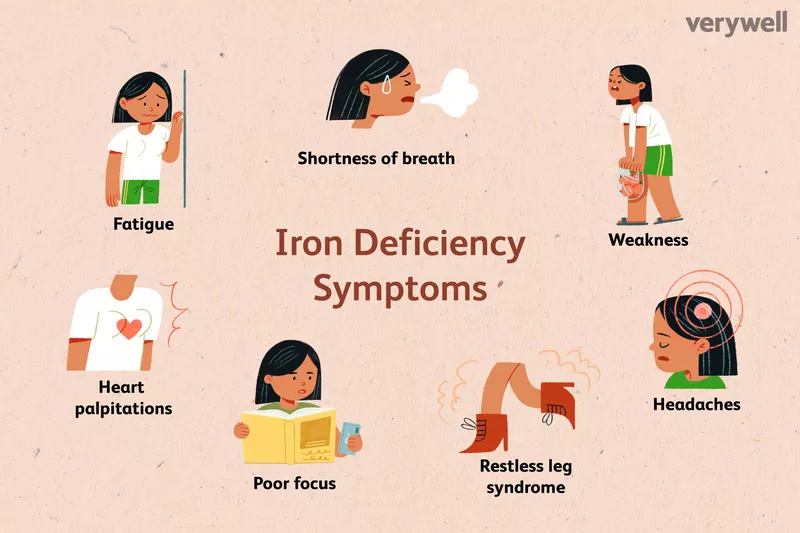 verywell
Shortness of breath
Fatigue
Weakness
Iron Deficiency
Symptoms
Heart
palpitations
Headaches
Poor focus
Restless leg
syndrome